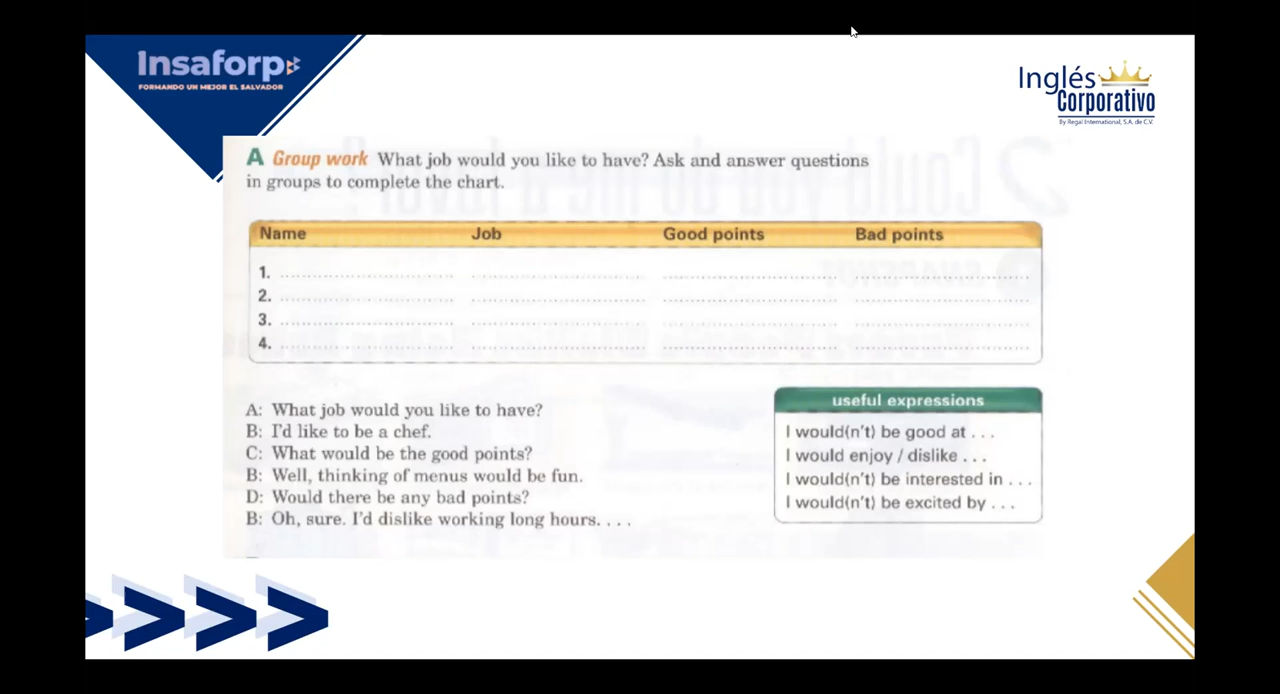 Insaforp
FORMANDO UN MEJOR EL SALVADOR
Inglés
Corporativo
By Regal International, S.A. de C.V.
A Group work What job would you like to have? Ask and answer questions
in groups to complete the chart.
Name Job Good points Bad points
1.
2.
3.
4.
A: What job would you like to have?
B: I'd like to be a chef.
C: What would be the good points?
B: Well, thinking of menus would be fun.
D: Would there be any bad points?
B: Oh, sure. I'd dislike working long hours. . . .
useful expressions
I would(n't) be good at . . .
I would enjoy / dislike . . .
I would(n't) be interested in . . .
I would(n't) be excited by . . .